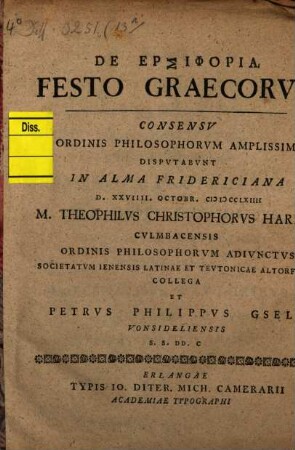 4° Diss. 3251 (13ᵃ)
DE ΕΡΣΙΦΟΡΙΑ,
FESTO GRAECORV
Diss.
CONSENSV
ORDINIS PHILOSOPHORVM AMPLISSIM
DISPVTABVNT
IN ALMA FRIDERICIANA
D. XXVIIII. OCTOBR. CIↃIↃCCLXIIII
M. THEOPHILVS CHRISTOPHORVS HAR
CVLMBACENSIS
ORDINIS PHILOSOPHORVM ADIVNCTVS
SOCIETATVM IENENSIS LATINAE ET TEVTONICAE ALTORF
COLLEGA
ET
PETRVS PHILIPPVS GSEL
VONSIDELIENSIS
S. S. DD. C
ERLANGAE
TYPIS IO. DITER. MICH. CAMERARII
ACADEMIAE TYPOGRAPHI